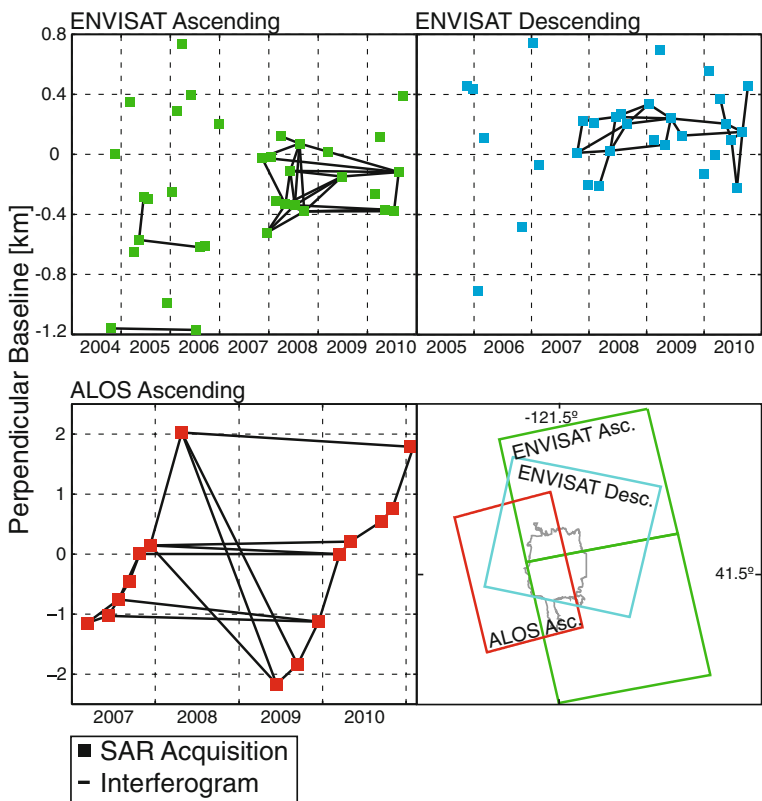 ENVISAT Ascending
ENVISAT Descending
Perpendicular Baseline [km]
0.8
0.4
0
-0.4
-0.8
-1.2
2004 2005 2006 2007 2008 2009 2010
2005 2006 2007 2008 2009 2010
ALOS Ascending
2
1
0
−1
−2
2007 2008 2009 2010
-121.5º
ENVISAT Asc.
ENVISAT Desc.
41.5º
ALOS Asc.
SAR Acquisition
Interferogram